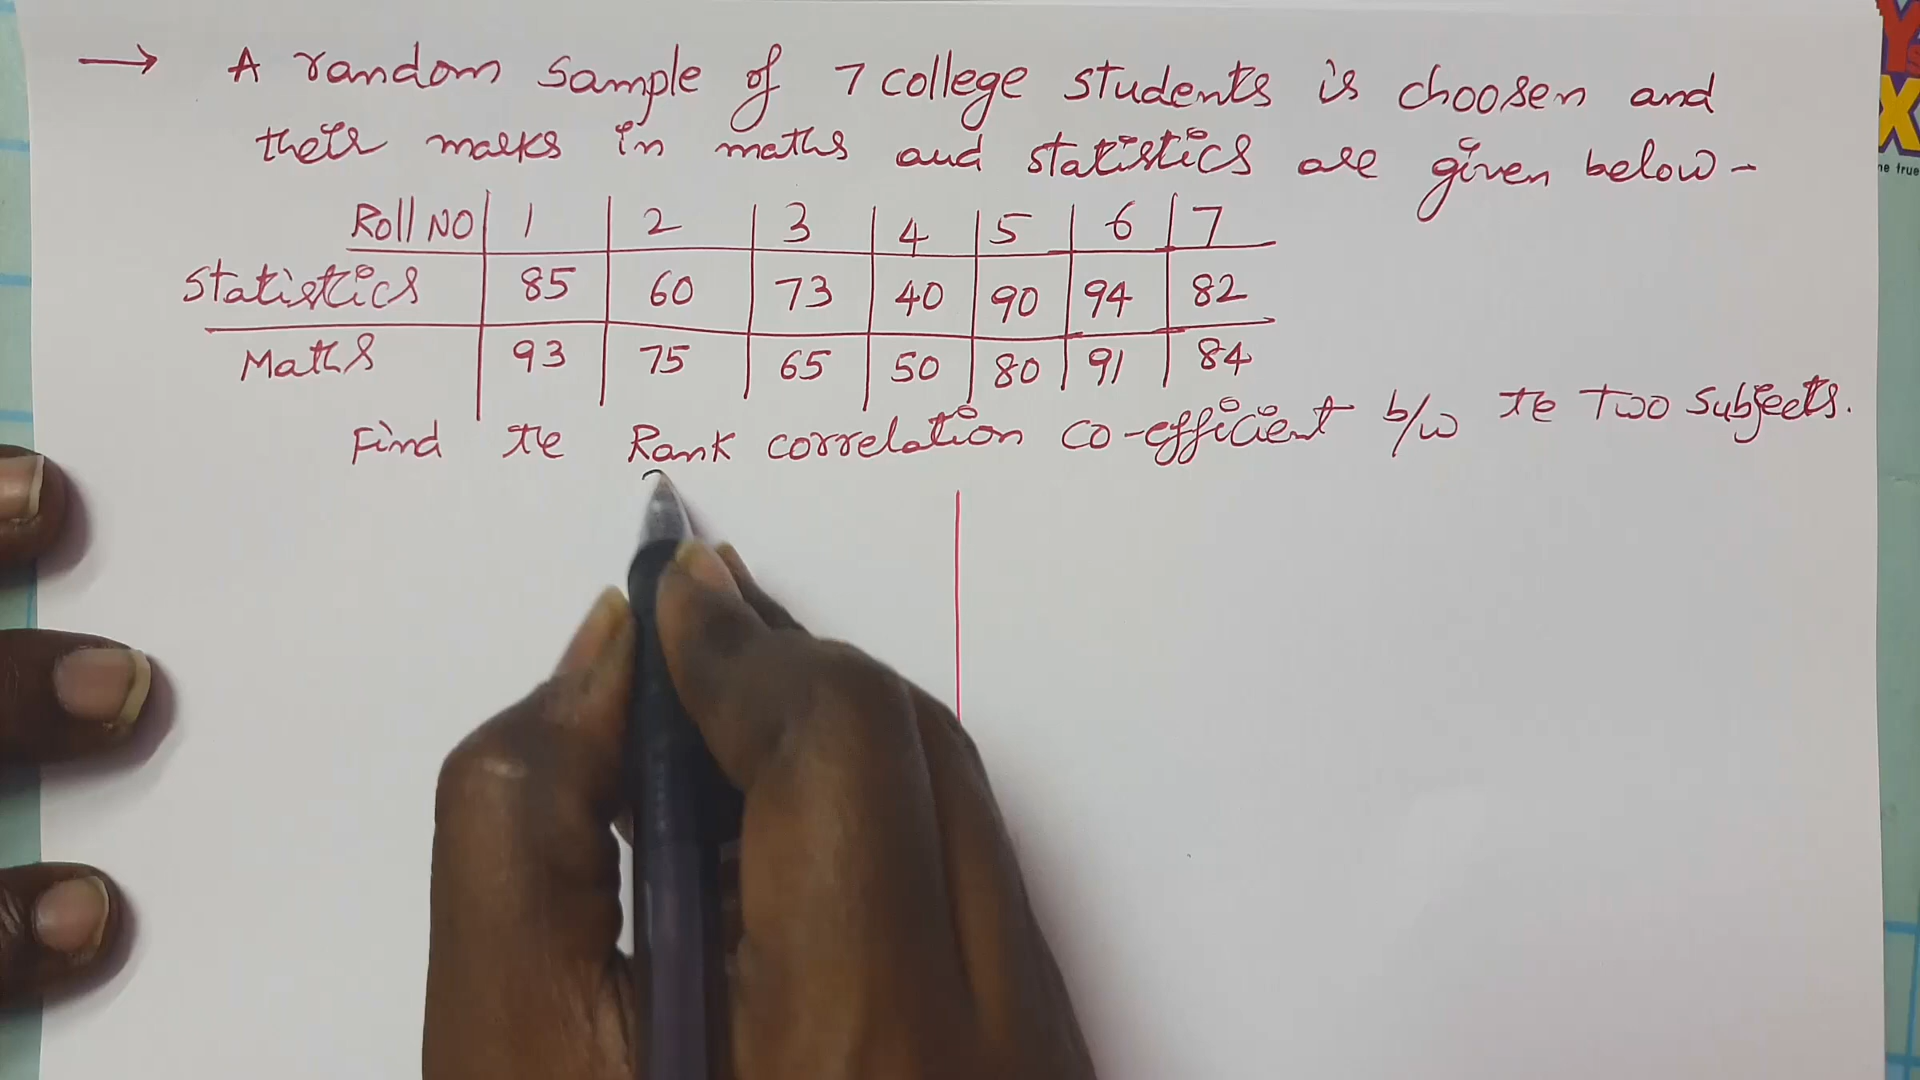 → A random sample of 7 college students is choosen and
their marks in maths and statistics are given below -
Roll NO 1 2 3 4 5 6 7
Statistics 85 60 73 40 90 94 82
Maths 93 75 65 50 80 91 84
Find the Rank correlation co-efficient b/w the Two Subjects.